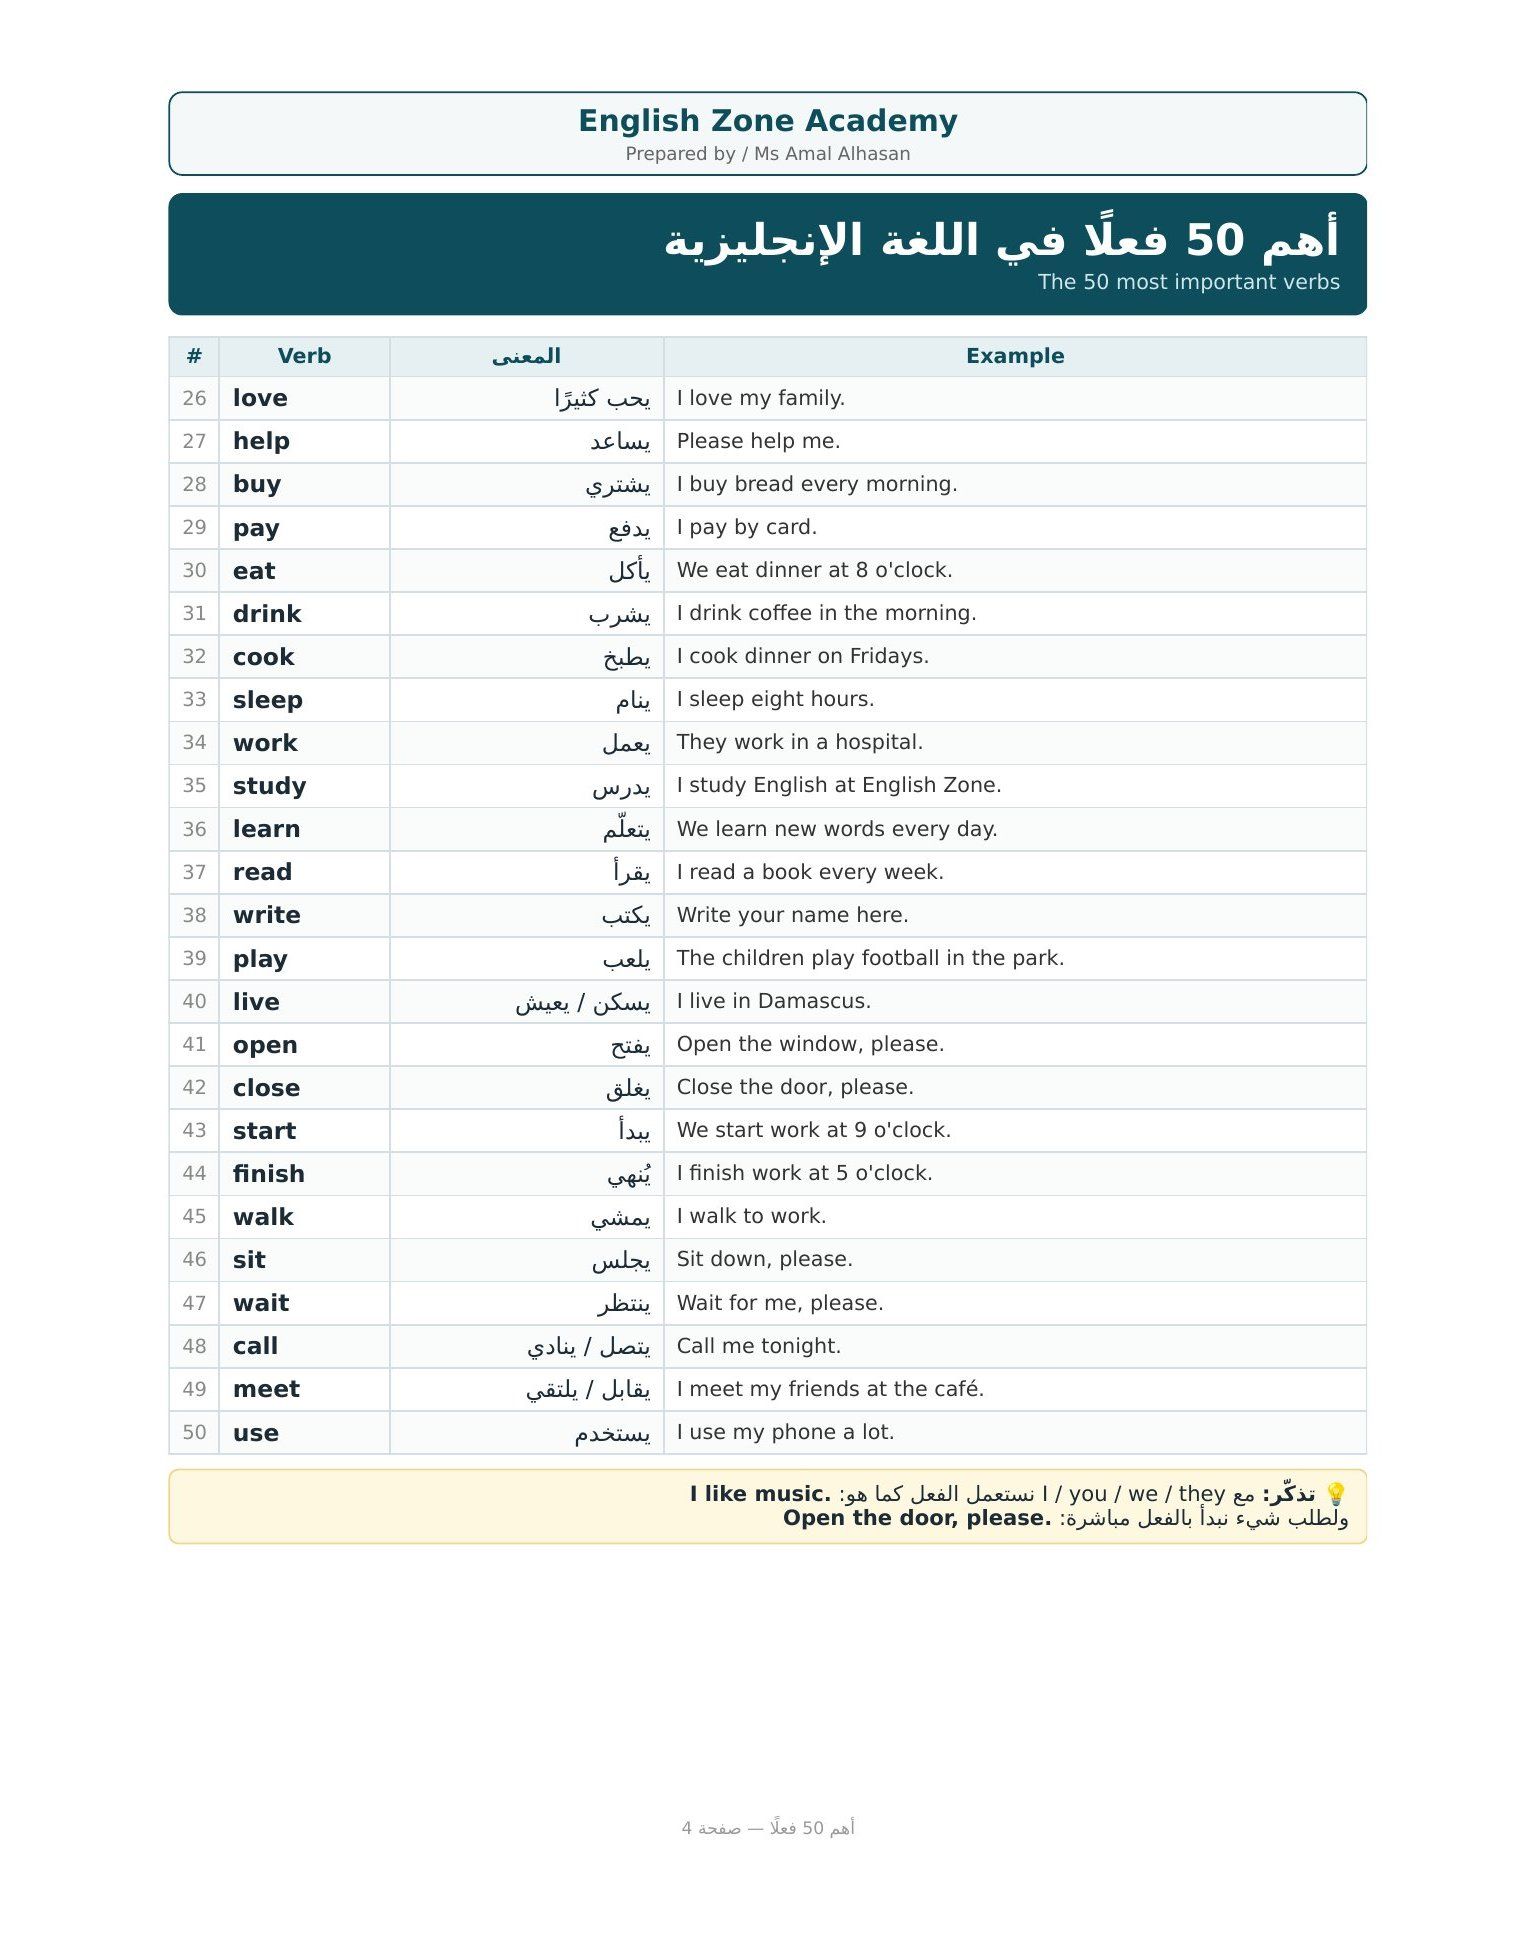 English Zone Academy
Prepared by / Ms Amal Alhasan
أهم 50 فعلًا في اللغة الإنجليزية
The 50 most important verbs
# Verb المعنى Example
26 love يحب كثيرًا I love my family.
27 help يساعد Please help me.
28 buy يشتري I buy bread every morning.
29 pay يدفع I pay by card.
30 eat يأكل We eat dinner at 8 o'clock.
31 drink يشرب I drink coffee in the morning.
32 cook يطبخ I cook dinner on Fridays.
33 sleep ينام I sleep eight hours.
34 work يعمل They work in a hospital.
35 study يدرس I study English at English Zone.
36 learn يتعلّم We learn new words every day.
37 read يقرأ I read a book every week.
38 write يكتب Write your name here.
39 play يلعب The children play football in the park.
40 live يسكن / يعيش I live in Damascus.
41 open يفتح Open the window, please.
42 close يغلق Close the door, please.
43 start يبدأ We start work at 9 o'clock.
44 finish يُنهي I finish work at 5 o'clock.
45 walk يمشي I walk to work.
46 sit يجلس Sit down, please.
47 wait ينتظر Wait for me, please.
48 call يتصل / ينادي Call me tonight.
49 meet يقابل / يلتقي I meet my friends at the café.
50 use يستخدم I use my phone a lot.
💡 تذكّر: مع I / you / we / they نستعمل الفعل كما هو: I like music.
ولطلب شيء نبدأ بالفعل مباشرة: Open the door, please.
أهم 50 فعلًا — صفحة 4